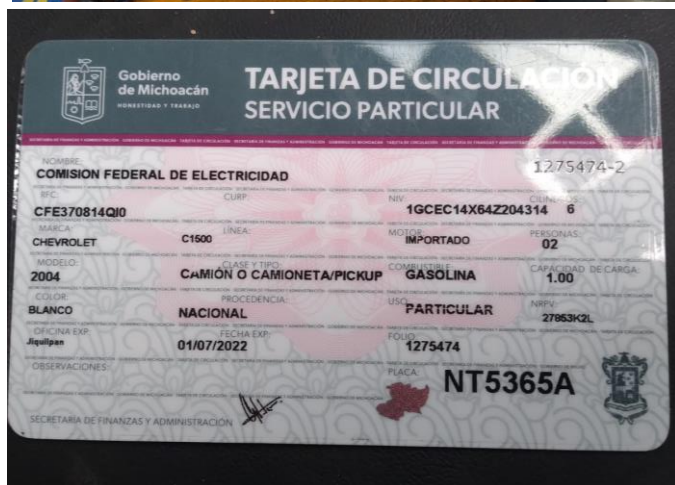 Gobierno
de Michoacán
HONESTIDAD Y TRABAJO
TARJETA DE CIRCULACIÓN
SERVICIO PARTICULAR
1275474-2
NOMBRE:
COMISION FEDERAL DE ELECTRICIDAD
RFC: CURP: NIV: CILINDROS:
CFE370814QI0 1GCEC14X64Z204314 6
MARCA: LÍNEA: MOTOR: PERSONAS:
CHEVROLET C1500 IMPORTADO 02
MODELO: CLASE Y TIPO: COMBUSTIBLE: CAPACIDAD DE CARGA:
2004 CAMIÓN O CAMIONETA/PICKUP GASOLINA 1.00
COLOR: PROCEDENCIA: USO: NRPV:
BLANCO NACIONAL PARTICULAR 27853K2L
OFICINA EXP: FECHA EXP: FOLIO:
Jiquilpan 01/07/2022 1275474
OBSERVACIONES: PLACA:
NT5365A
SECRETARÍA DE FINANZAS Y ADMINISTRACIÓN